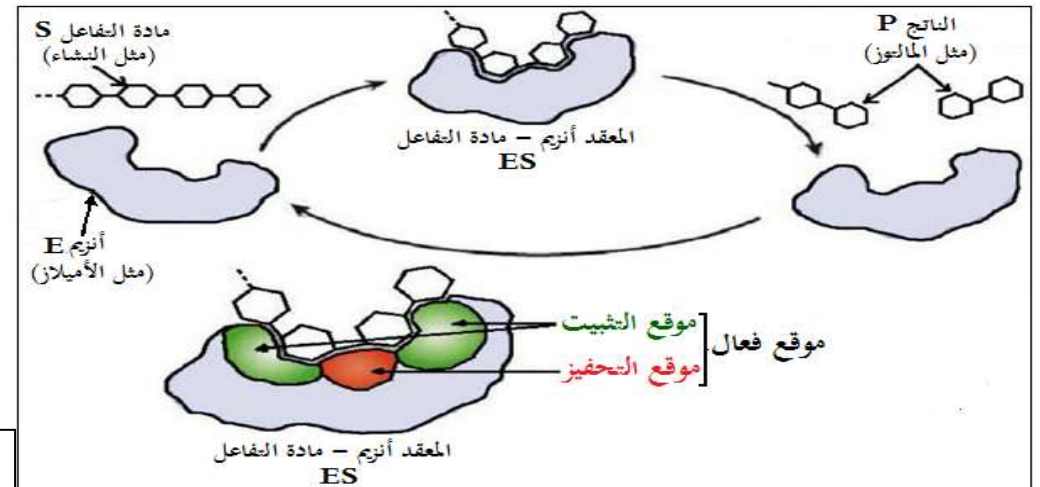 مادة التفاعل S
(مثل النشاء)
الناتج P
(مثل المالتوز)
المعقد أنزيم – مادة التفاعل
ES
أنزيم E
(مثل الأميلاز)
موقع التثبيت
موقع التحفيز
موقع فعال
المعقد أنزيم – مادة التفاعل
ES